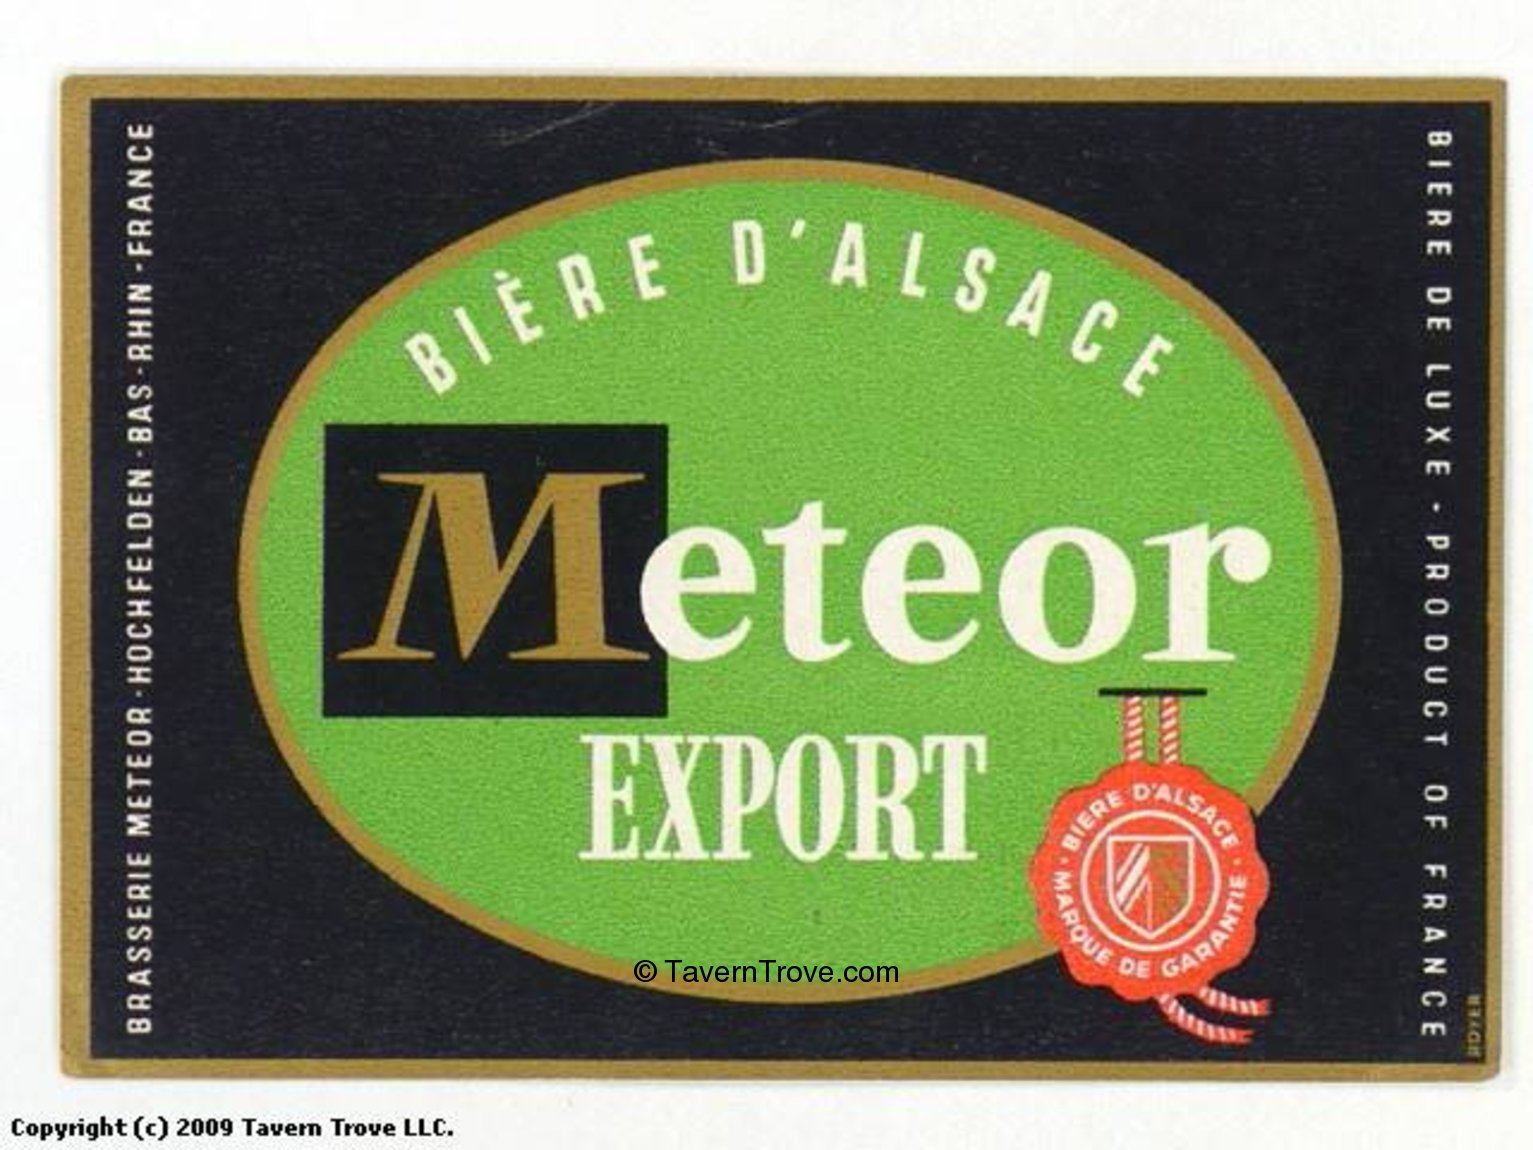 BRASSERIE METEOR · HOCHFELDEN · BAS-RHIN · FRANCE
BIÈRE D'ALSACE
Meteor
EXPORT
BIERE D'ALSACE
· MARQUE DE GARANTIE ·
BIERE DE LUXE - PRODUCT OF FRANCE
ROYER
© TavernTrove.com
Copyright (c) 2009 Tavern Trove LLC.